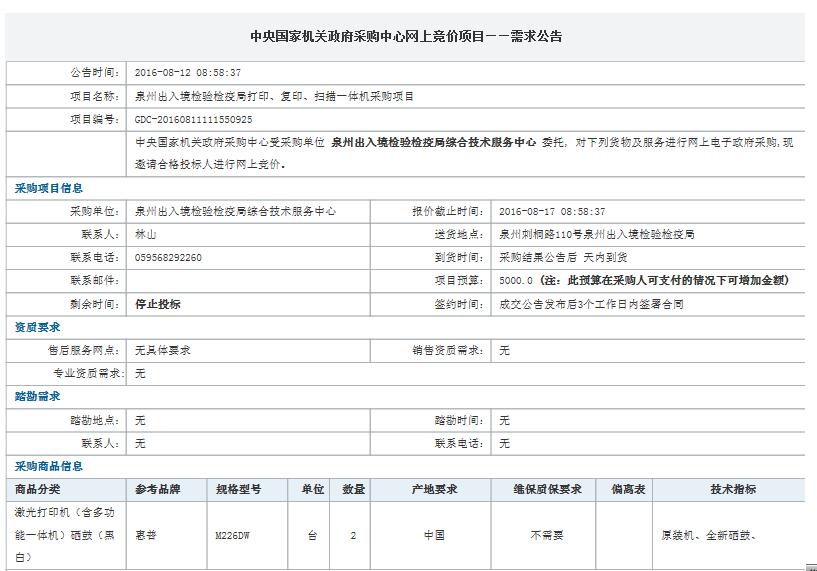 中央国家机关政府采购中心网上竞价项目——需求公告
公告时间: 2016-08-12 08:58:37
项目名称: 泉州出入境检验检疫局打印、复印、扫描一体机采购项目
项目编号: GDC-20160811111550925
中央国家机关政府采购中心受采购单位 泉州出入境检验检疫局综合技术服务中心 委托, 对下列货物及服务进行网上电子政府采购,现
邀请合格投标人进行网上竞价。
采购项目信息
采购单位: 泉州出入境检验检疫局综合技术服务中心 报价截止时间: 2016-08-17 08:58:37
联系人: 林山 送货地点: 泉州刺桐路110号泉州出入境检验检疫局
联系电话: 059568292260 到货时间: 采购结果公告后 天内到货
联系邮件: 项目预算: 5000.0 (注: 此预算在采购人可支付的情况下可增加金额)
剩余时间: 停止投标 签约时间: 成交公告发布后3个工作日内签署合同
资质要求
售后服务网点: 无具体要求 销售资质需求: 无
专业资质需求: 无
踏勘需求
踏勘地点: 无 踏勘时间: 无
联系人: 无 联系电话: 无
采购商品信息
商品分类 参考品牌 规格型号 单位 数量 产地要求 维保质保要求 偏离表 技术指标
激光打印机（含多功
能一体机）硒鼓（黑 惠普 M226DW 台 2 中国 不需要 原装机、全新硒鼓、
白）